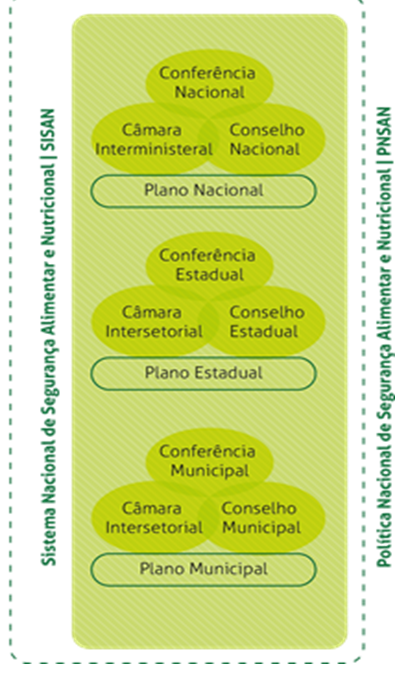 Sistema Nacional de Segurança Alimentar e Nutricional | SISAN
Conferência
Nacional
Câmara
Interministeral
Conselho
Nacional
Plano Nacional
Conferência
Estadual
Câmara
Intersetorial
Conselho
Estadual
Plano Estadual
Conferência
Municipal
Câmara
Intersetorial
Conselho
Municipal
Plano Municipal
Política Nacional de Segurança Alimentar e Nutricional | PNSAN